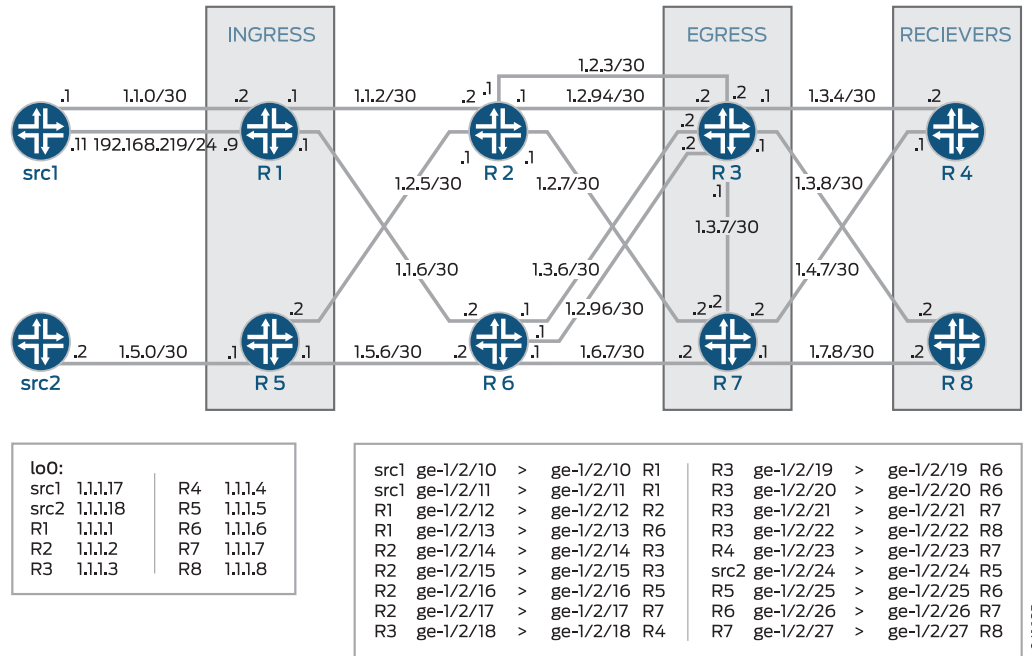 INGRESS
EGRESS
RECIEVERS
1.2.3/30
.1 1.1.0/30 .2 .1 1.1.2/30 .2 .1 .1 1.2.94/30 .2 .2 .1 1.3.4/30 .2
.11 192.168.219/24 .9 .1 .1 .1 .2 .2 .1 .1
src1 R 1 R 2 R 3 R 4
1.2.5/30 1.2.7/30 .1 1.3.8/30
1.3.7/30
1.1.6/30 1.3.6/30 1.4.7/30
1.2.96/30
.2 .2 .1 .1 .2 .2 .2 .2
.2 1.5.0/30 .1 .1 1.5.6/30 .2 .1 1.6.7/30 .2 .1 1.7.8/30 .2
src2 R 5 R 6 R 7 R 8
lo0:
src1 1.1.1.17 R4 1.1.1.4
src2 1.1.1.18 R5 1.1.1.5
R1 1.1.1.1 R6 1.1.1.6
R2 1.1.1.2 R7 1.1.1.7
R3 1.1.1.3 R8 1.1.1.8
src1 ge-1/2/10 > ge-1/2/10 R1 R3 ge-1/2/19 > ge-1/2/19 R6
src1 ge-1/2/11 > ge-1/2/11 R1 R3 ge-1/2/20 > ge-1/2/20 R6
R1 ge-1/2/12 > ge-1/2/12 R2 R3 ge-1/2/21 > ge-1/2/21 R7
R1 ge-1/2/13 > ge-1/2/13 R6 R3 ge-1/2/22 > ge-1/2/22 R8
R2 ge-1/2/14 > ge-1/2/14 R3 R4 ge-1/2/23 > ge-1/2/23 R7
R2 ge-1/2/15 > ge-1/2/15 R3 src2 ge-1/2/24 > ge-1/2/24 R5
R2 ge-1/2/16 > ge-1/2/16 R5 R5 ge-1/2/25 > ge-1/2/25 R6
R2 ge-1/2/17 > ge-1/2/17 R7 R6 ge-1/2/26 > ge-1/2/26 R7
R3 ge-1/2/18 > ge-1/2/18 R4 R7 ge-1/2/27 > ge-1/2/27 R8